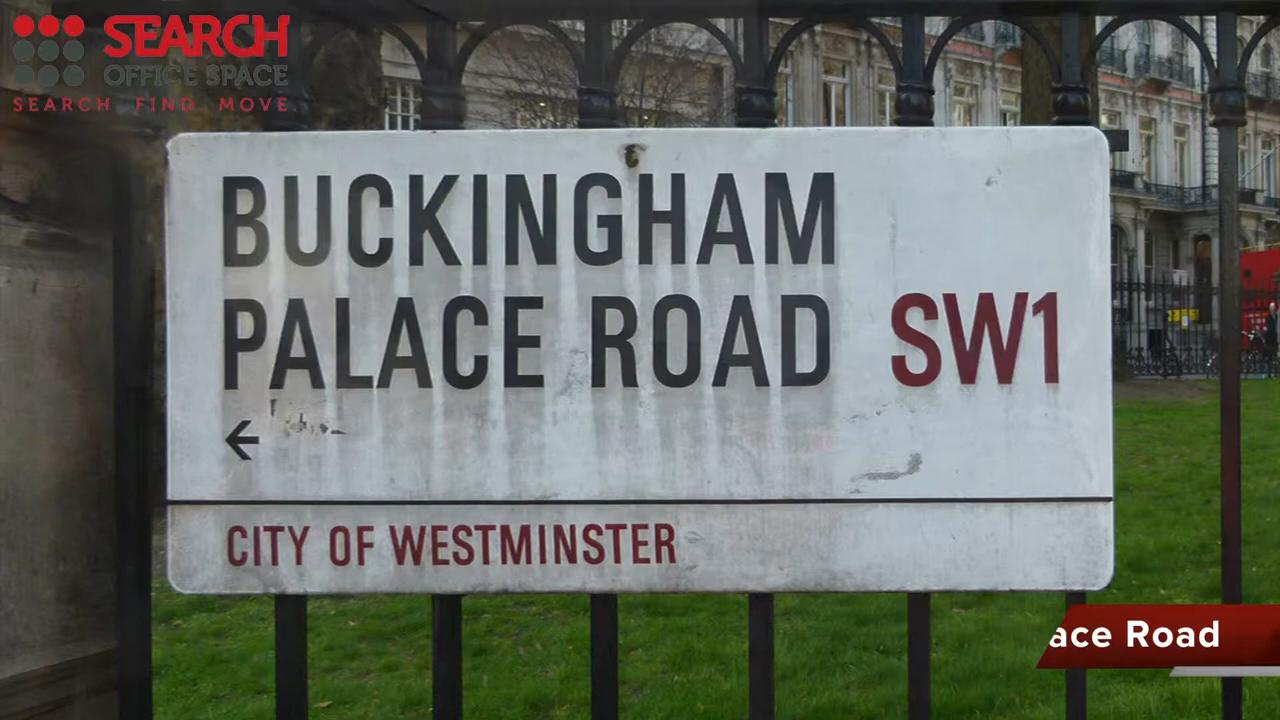 SEARCH
OFFICE SPACE
SEARCH FIND MOVE
BUCKINGHAM
PALACE ROAD SW1
←
CITY OF WESTMINSTER
ace Road